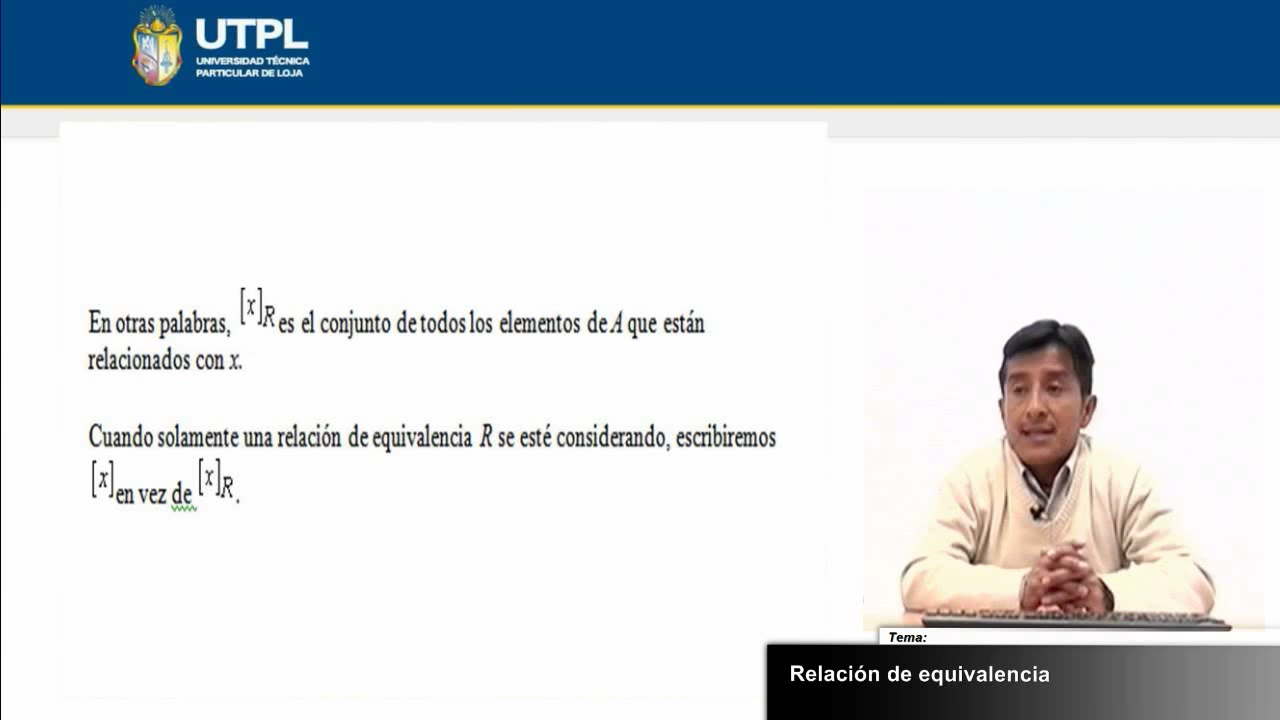 UTPL
UNIVERSIDAD TÉCNICA
PARTICULAR DE LOJA
En otras palabras, [x]R es el conjunto de todos los elementos de A que están
relacionados con x.
Cuando solamente una relación de equivalencia R se esté considerando, escribiremos
[x] en vez de [x]R.
Tema:
Relación de equivalencia